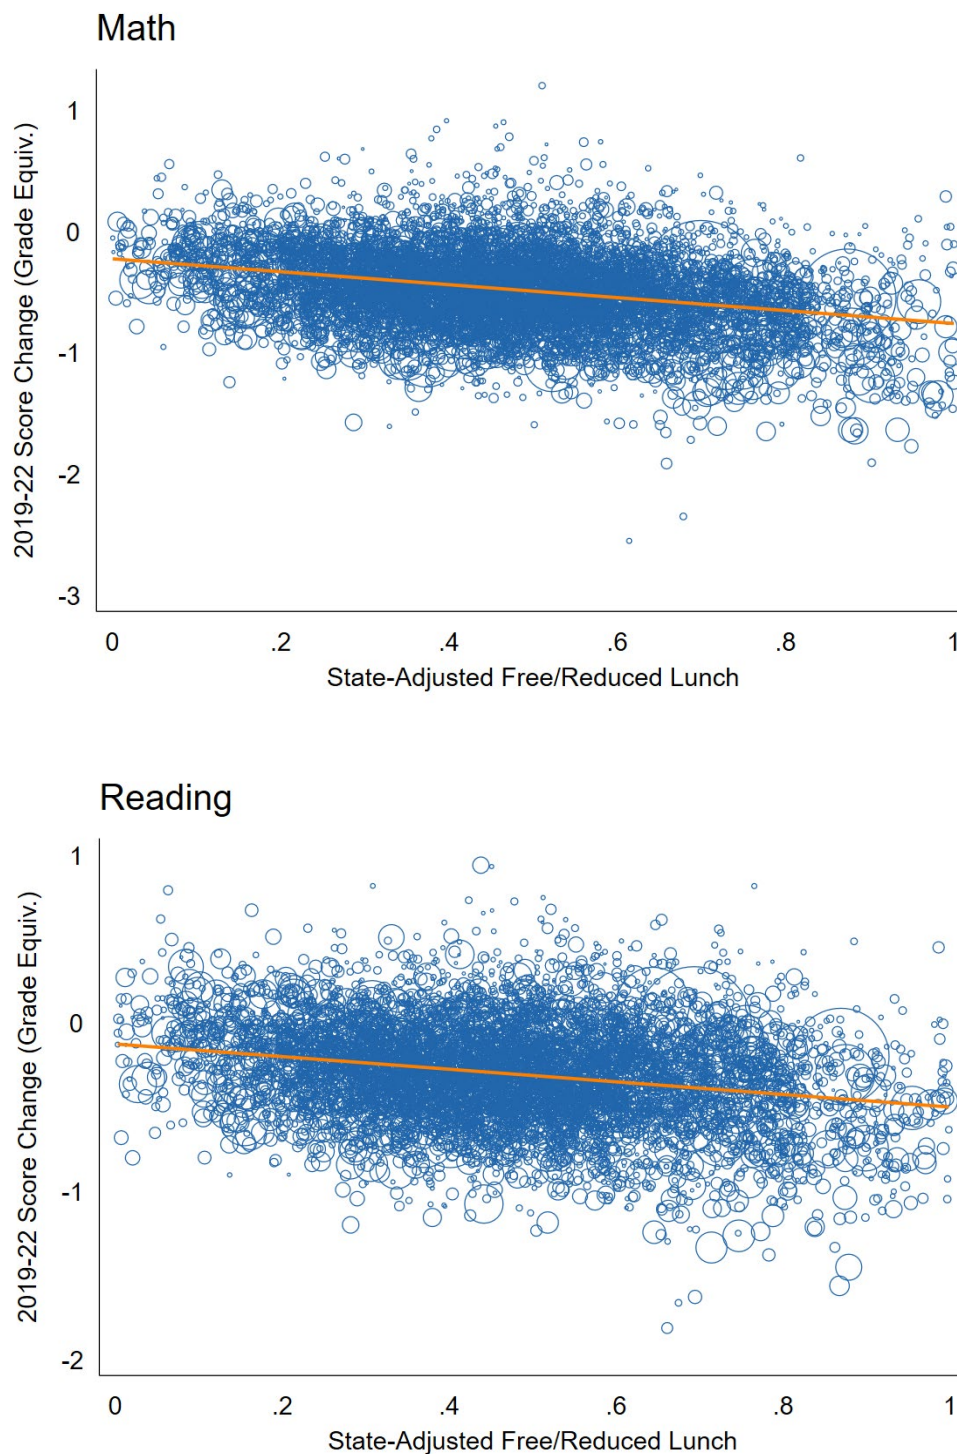 Math
2019-22 Score Change (Grade Equiv.)
1
0
-1
-2
-3
0 .2 .4 .6 .8 1
State-Adjusted Free/Reduced Lunch
Reading
2019-22 Score Change (Grade Equiv.)
1
0
-1
-2
0 .2 .4 .6 .8 1
State-Adjusted Free/Reduced Lunch